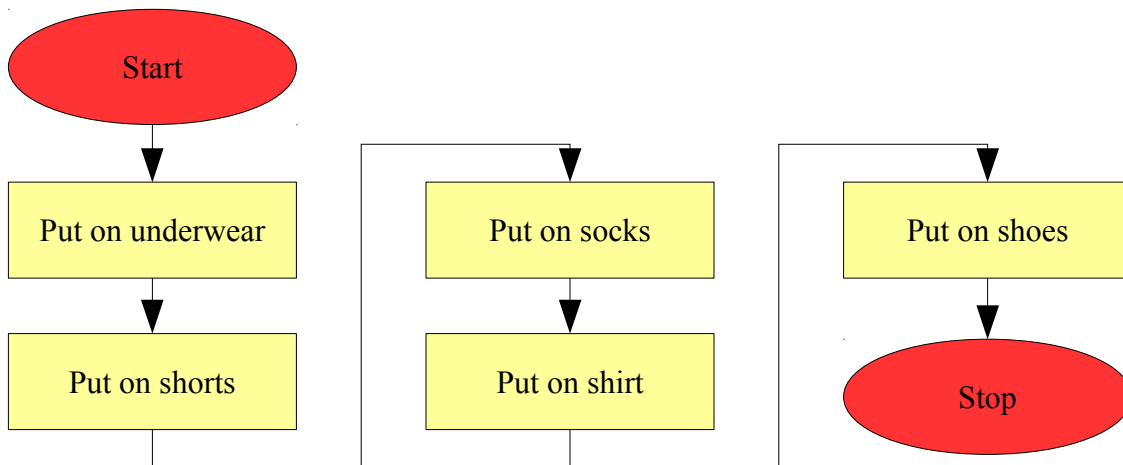 Start
Put on underwear
Put on shorts
Put on socks
Put on shirt
Put on shoes
Stop